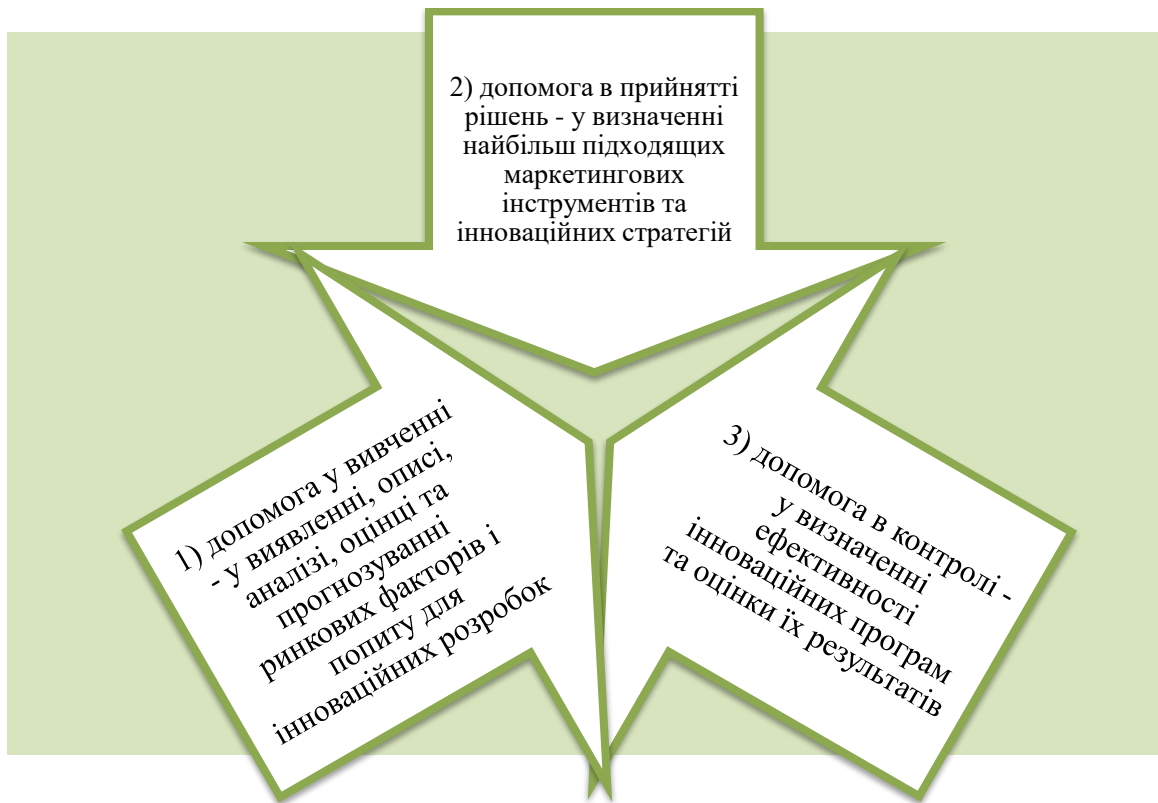 2) допомога в прийнятті
рішень - у визначенні
найбільш підходящих
маркетингових
інструментів та
інноваційних стратегій
1) допомога у вивченні
- у виявленні, описі,
аналізі, оцінці та
прогнозуванні
ринкових факторів і
попиту для
інноваційних розробок
3) допомога в контролі -
у визначенні
ефективності
інноваційних програм
та оцінки їх результатів